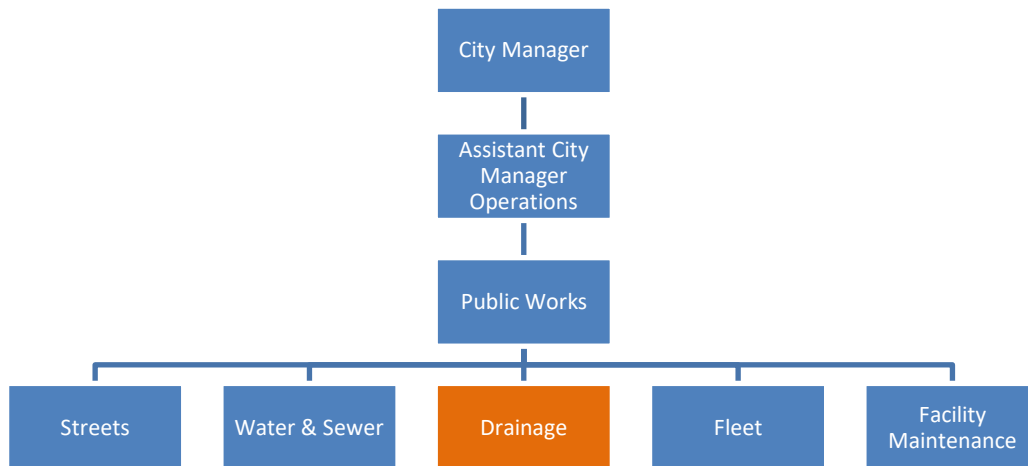 City Manager
Assistant City
Manager
Operations
Public Works
Streets
Water & Sewer
Drainage
Fleet
Facility
Maintenance